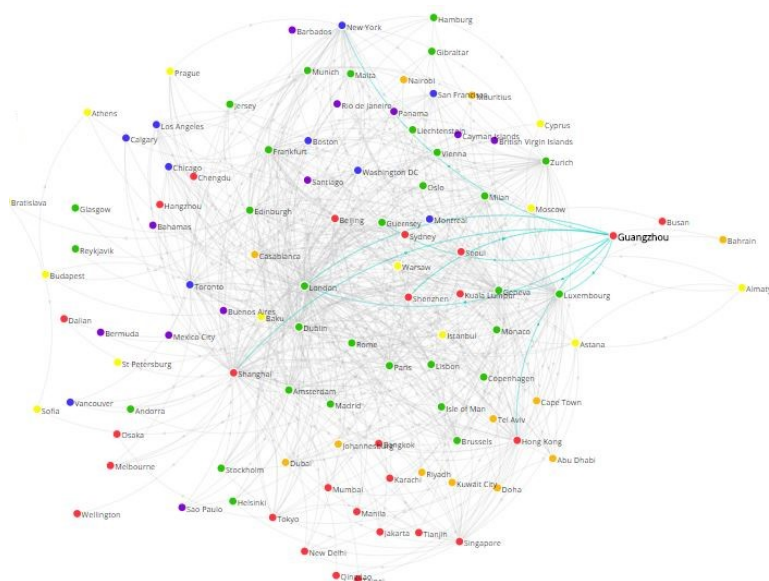 Hamburg
New York
Barbados
Gibraltar
Prague
Munich
Malta
Nairobi
San Francisco
Mauritius
Jersey
Rio de Janeiro
Panama
Athens
Los Angeles
Cyprus
Liechtenstein
Cayman Islands
British Virgin Islands
Calgary
Boston
Frankfurt
Vienna
Zurich
Chicago
Chengdu
Washington DC
Santiago
Oslo
Milan
Bratislava
Glasgow
Hangzhou
Edinburgh
Beijing
Guernsey
Montreal
Moscow
Busan
Bahamas
Sydney
Guangzhou
Bahrain
Reykjavik
Casablanca
Seoul
Warsaw
Budapest
Toronto
London
Shenzhen
Kuala Lumpur
Geneva
Luxembourg
Almaty
Buenos Aires
Baku
Dalian
Bermuda
Mexico City
Dublin
Istanbul
Monaco
Rome
Astana
St Petersburg
Shanghai
Paris
Lisbon
Copenhagen
Amsterdam
Vancouver
Sofia
Andorra
Madrid
Isle of Man
Cape Town
Tel Aviv
Osaka
Johannesburg
Bangkok
Brussels
Hong Kong
Melbourne
Stockholm
Dubai
Abu Dhabi
Karachi
Riyadh
Kuwait City
Doha
Mumbai
Wellington
Sao Paulo
Helsinki
Tokyo
Manila
Jakarta
Tianjin
Singapore
New Delhi
Qingdao